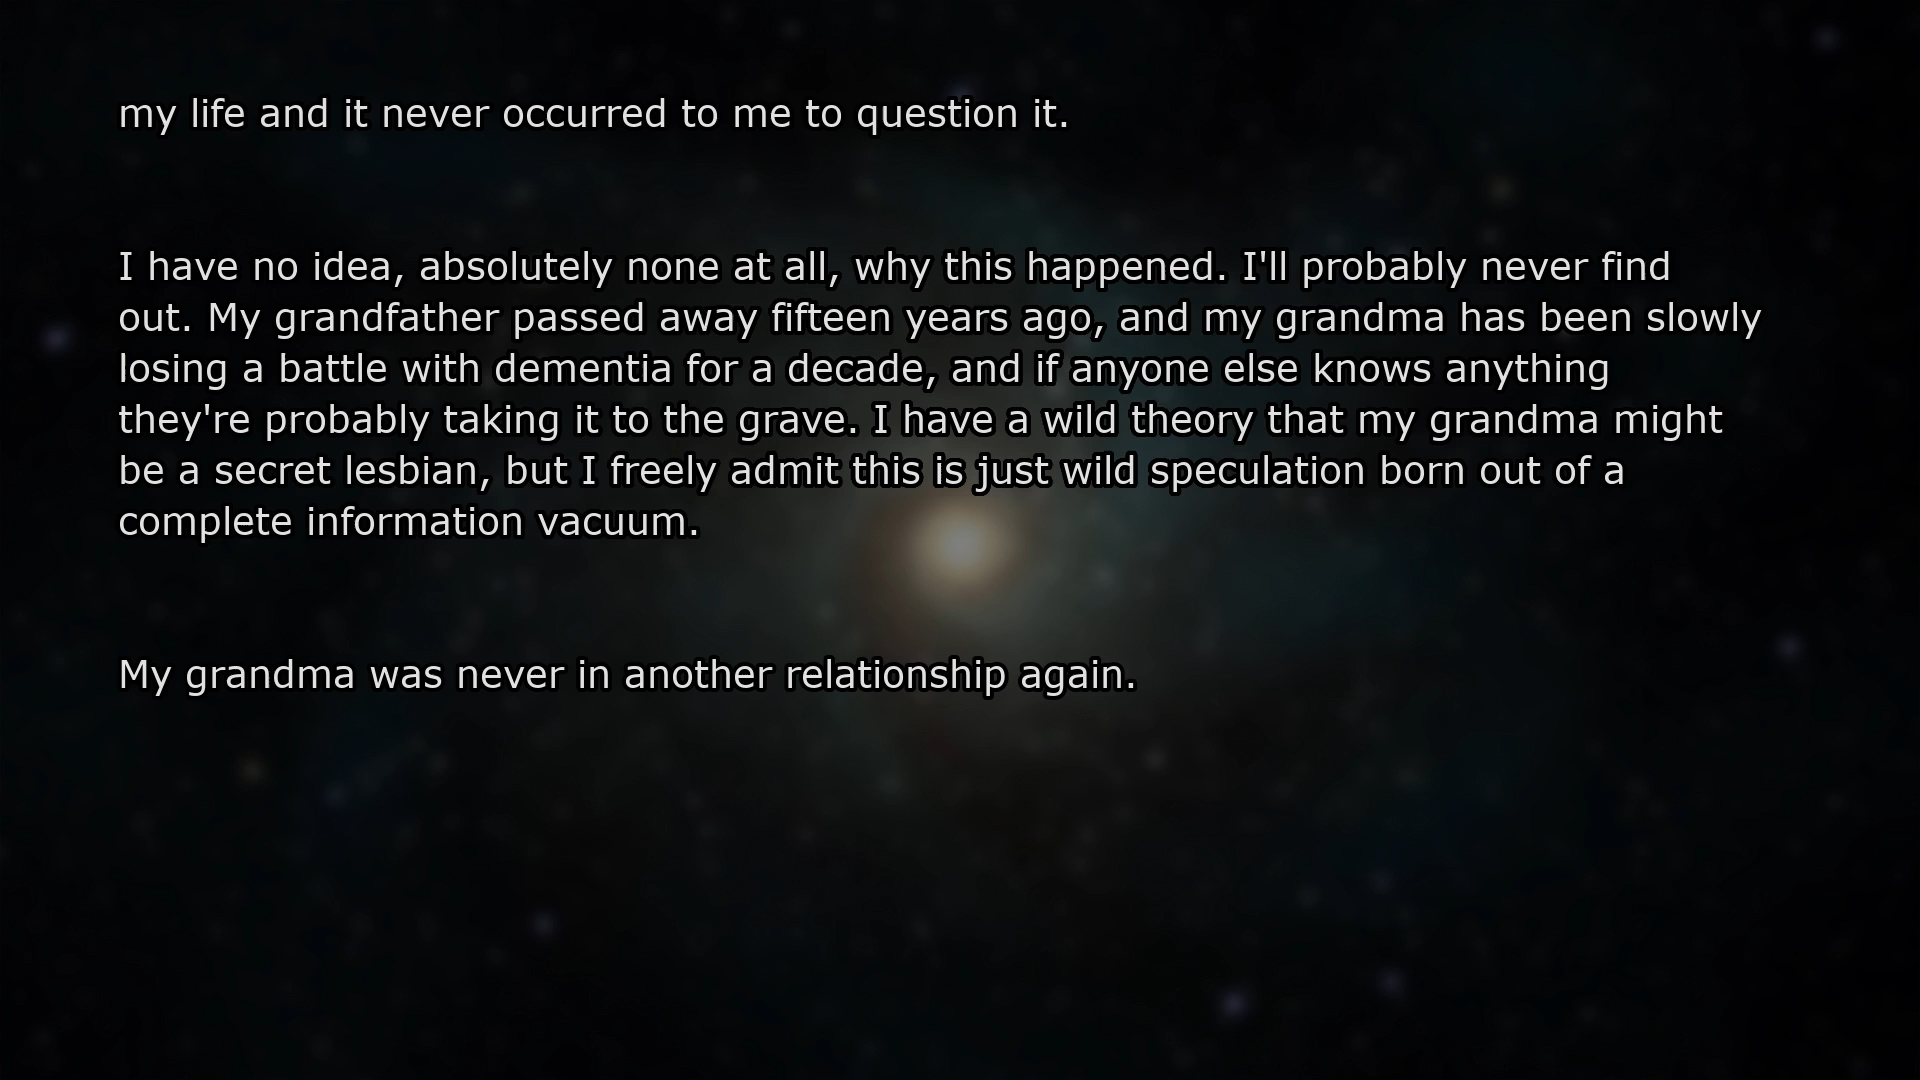 my life and it never occurred to me to question it.
I have no idea, absolutely none at all, why this happened. I'll probably never find
out. My grandfather passed away fifteen years ago, and my grandma has been slowly
losing a battle with dementia for a decade, and if anyone else knows anything
they're probably taking it to the grave. I have a wild theory that my grandma might
be a secret lesbian, but I freely admit this is just wild speculation born out of a
complete information vacuum.
My grandma was never in another relationship again.